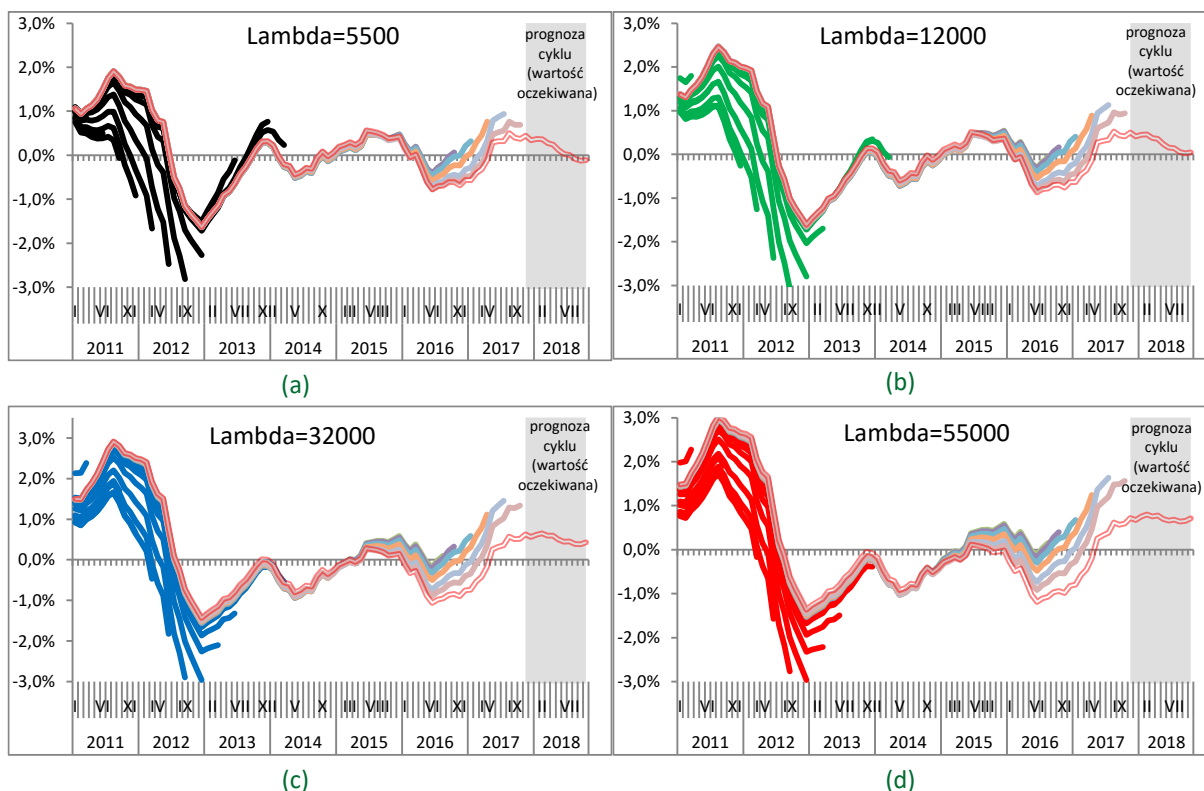 3,0%
2,0%
1,0%
0,0%
-1,0%
-2,0%
-3,0%
Lambda=5500
prognoza
cyklu
(wartość
oczekiwana)
I VI XI IV IX II VII XII V X III VIII I VI XI IV IX II VII
2011 2012 2013 2014 2015 2016 2017 2018
(a)
3,0%
2,0%
1,0%
0,0%
-1,0%
-2,0%
-3,0%
Lambda=12000
prognoza
cyklu
(wartość
oczekiwana)
I VI XI IV IX II VII XII V X III VIII I VI XI IV IX II VII
2011 2012 2013 2014 2015 2016 2017 2018
(b)
3,0%
2,0%
1,0%
0,0%
-1,0%
-2,0%
-3,0%
Lambda=32000
prognoza
cyklu
(wartość
oczekiwana)
I VI XI IV IX II VII XII V X III VIII I VI XI IV IX II VII
2011 2012 2013 2014 2015 2016 2017 2018
(c)
3,0%
2,0%
1,0%
0,0%
-1,0%
-2,0%
-3,0%
Lambda=55000
prognoza
cyklu
(wartość
oczekiwana)
I VI XI IV IX II VII XII V X III VIII I VI XI IV IX II VII
2011 2012 2013 2014 2015 2016 2017 2018
(d)